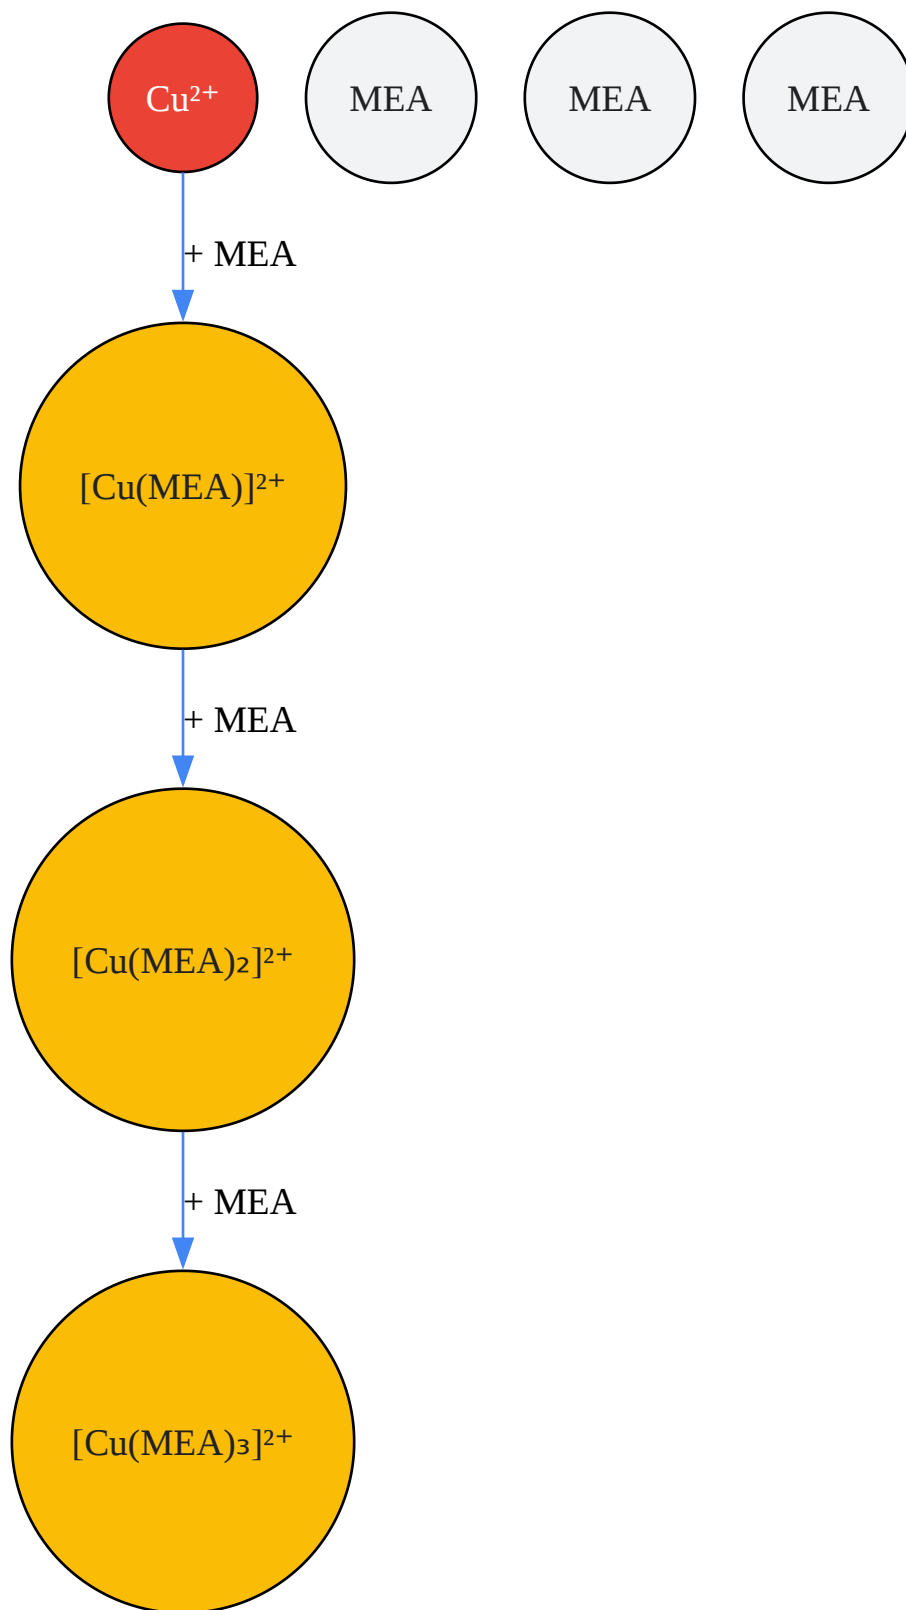 Cu²⁺ MEA MEA MEA
+ MEA
[Cu(MEA)]²⁺
+ MEA
[Cu(MEA)₂]²⁺
+ MEA
[Cu(MEA)₃]²⁺